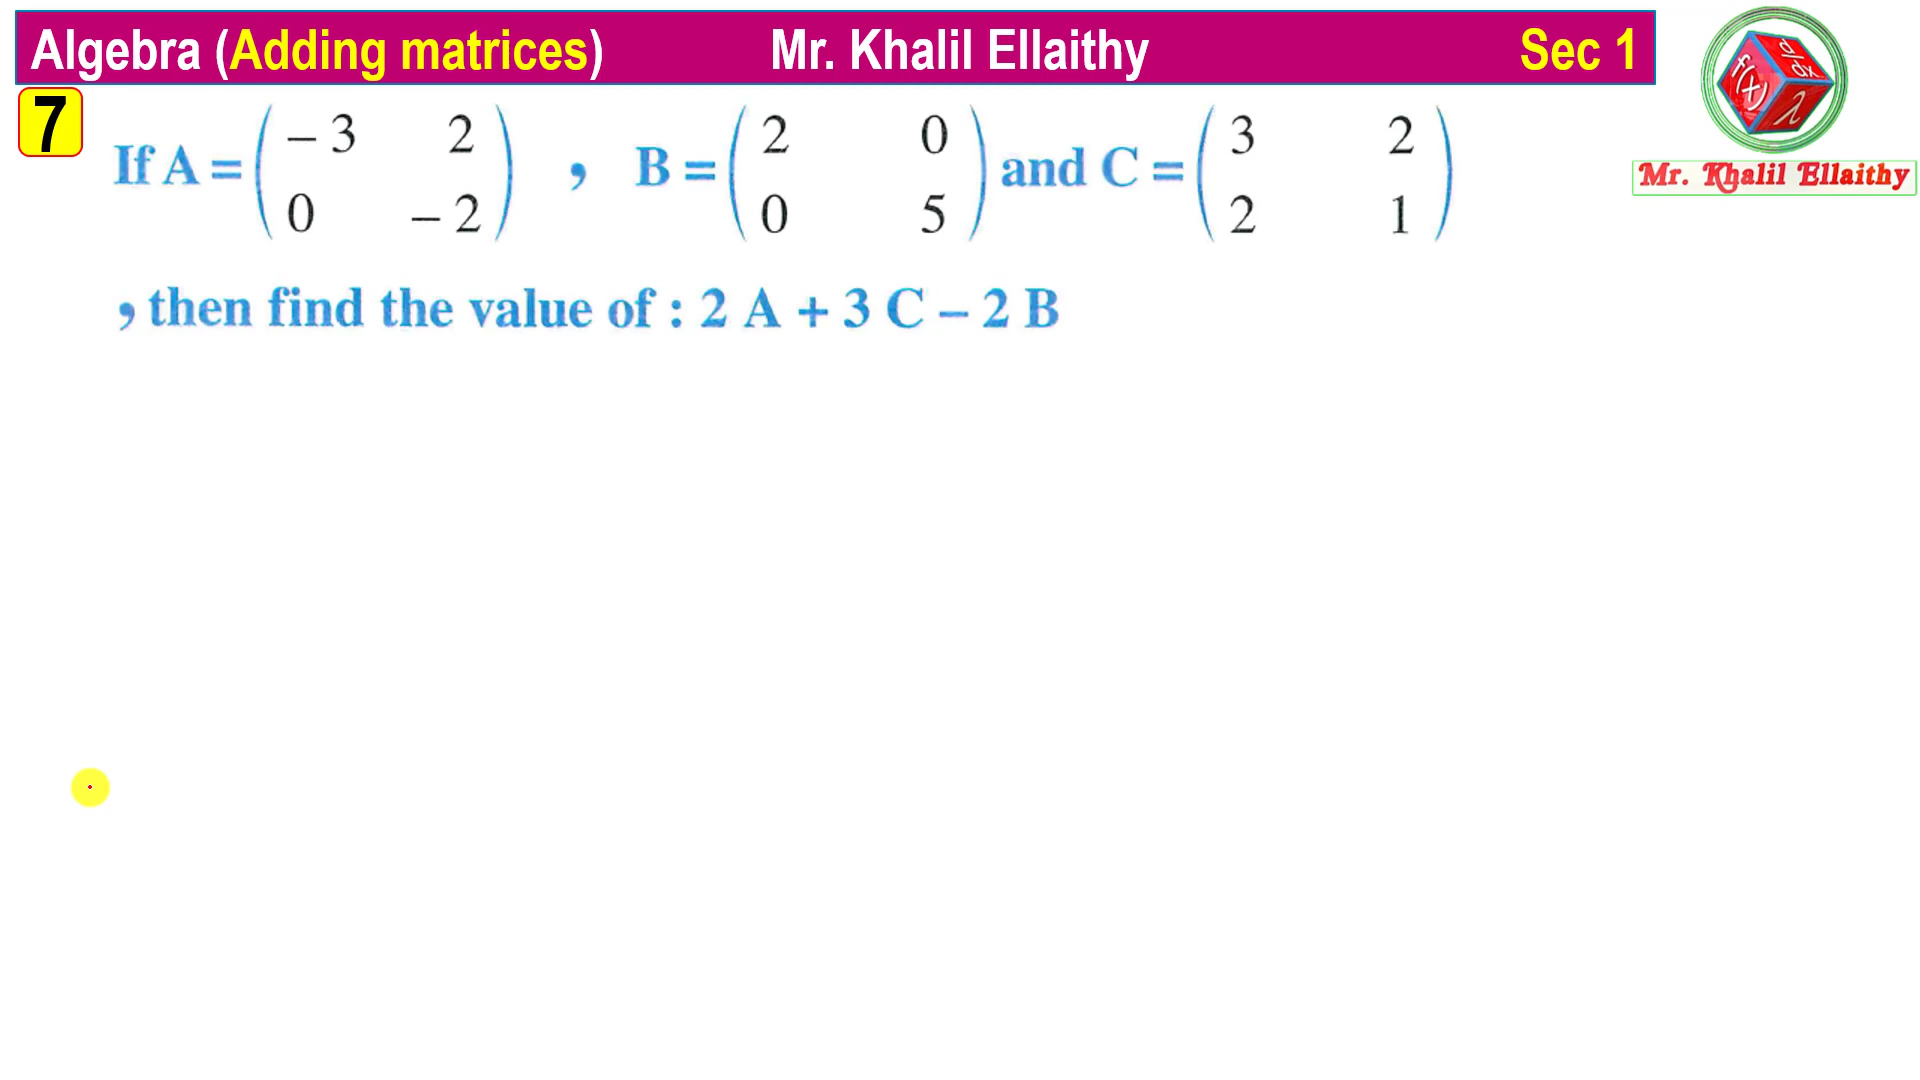 Algebra (Adding matrices) Mr. Khalil Ellaithy Sec 1
7
If A = ( – 3 2 ) , B = ( 2 0 ) and C = ( 3 2 )
0 – 2 0 5 2 1
, then find the value of : 2 A + 3 C – 2 B
f(x) d/dx λ
Mr. Khalil Ellaithy